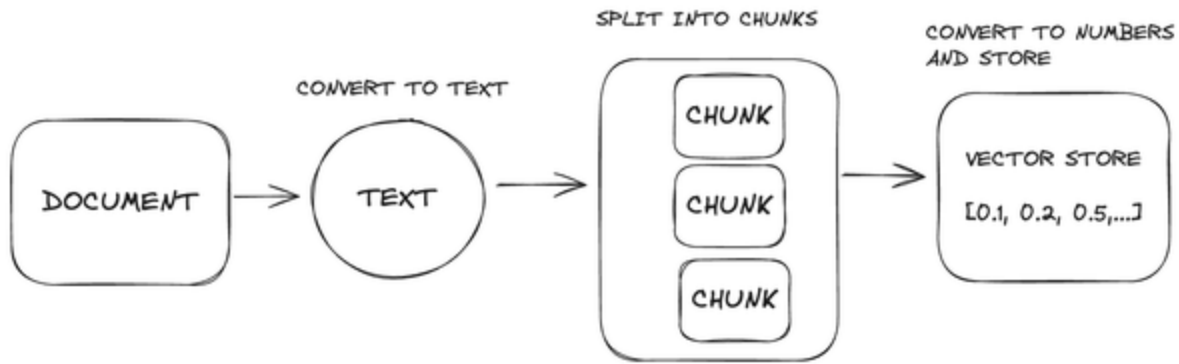 SPLIT INTO CHUNKS
CONVERT TO NUMBERS
AND STORE
CONVERT TO TEXT
DOCUMENT
TEXT
CHUNK
CHUNK
CHUNK
VECTOR STORE
[0.1, 0.2, 0.5,...]